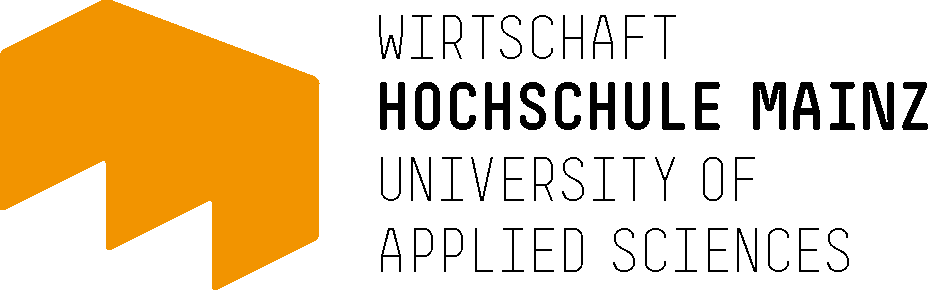 WIRTSCHAFT
HOCHSCHULE MAINZ
UNIVERSITY OF
APPLIED SCIENCES